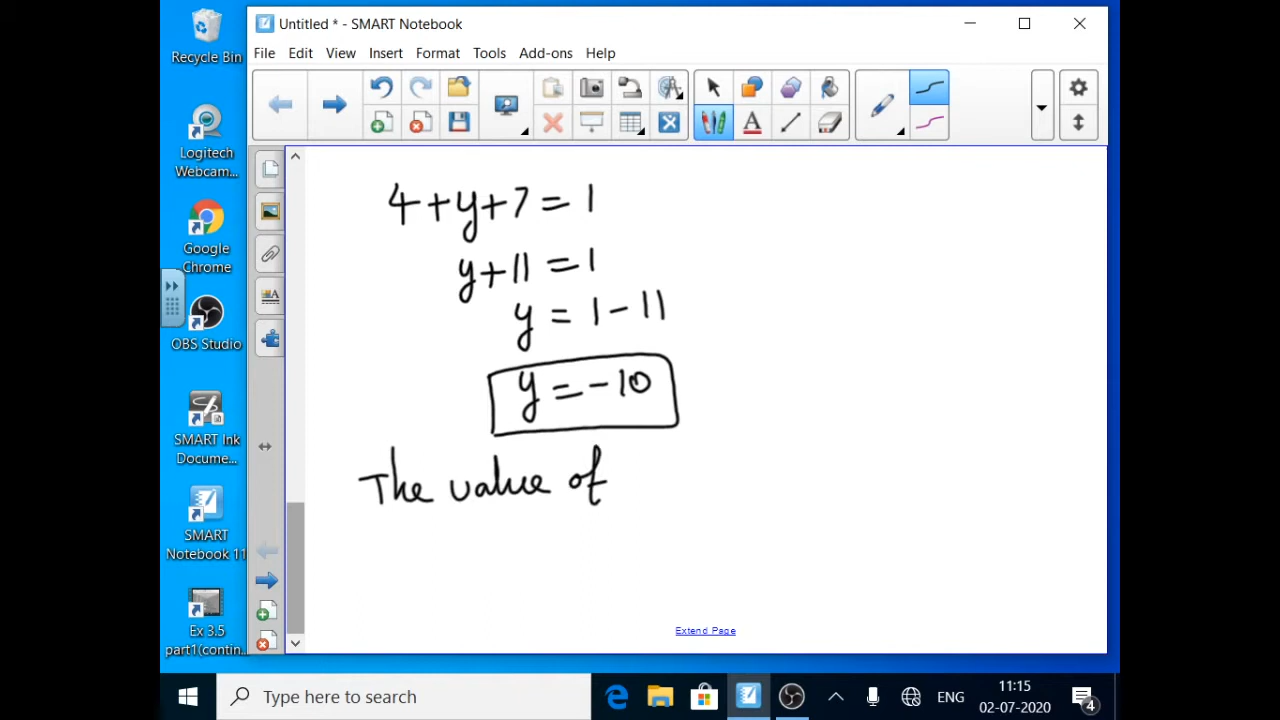 Untitled * - SMART Notebook
File Edit View Insert Format Tools Add-ons Help
Recycle Bin
Logitech
Webcam...
Google
Chrome
OBS Studio
SMART Ink
Docume...
SMART
Notebook 11
Ex 3.5
part1(contin...
4+y+7=1
y+11=1
y=1-11
y=-10
The value of
Extend Page
Type here to search
ENG
11:15
02-07-2020
4